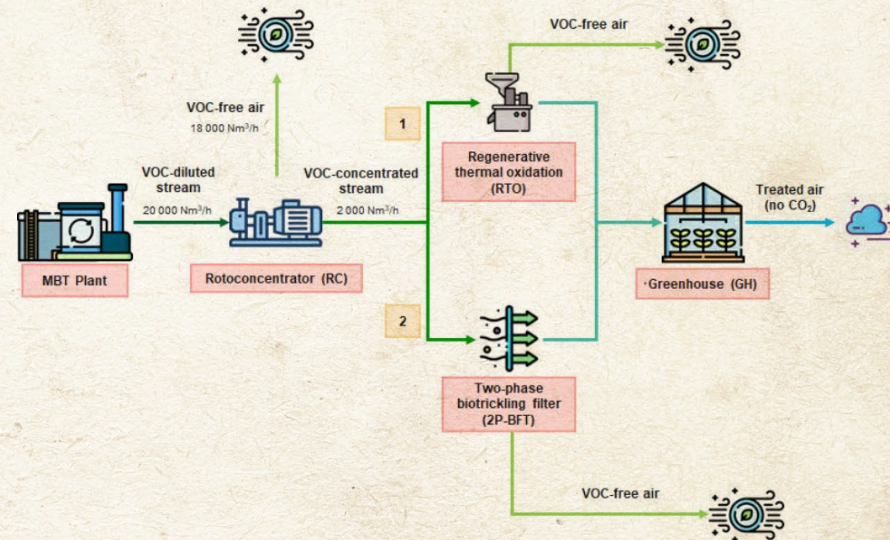 VOC-free air
VOC-free air
18 000 Nm³/h
1
Regenerative
thermal oxidation
(RTO)
VOC-diluted
stream
20 000 Nm³/h
VOC-concentrated
stream
2 000 Nm³/h
Treated air
(no CO₂)
MBT Plant
Rotoconcentrator (RC)
·Greenhouse (GH)
2
Two-phase
biotrickling filter
(2P-BFT)
VOC-free air